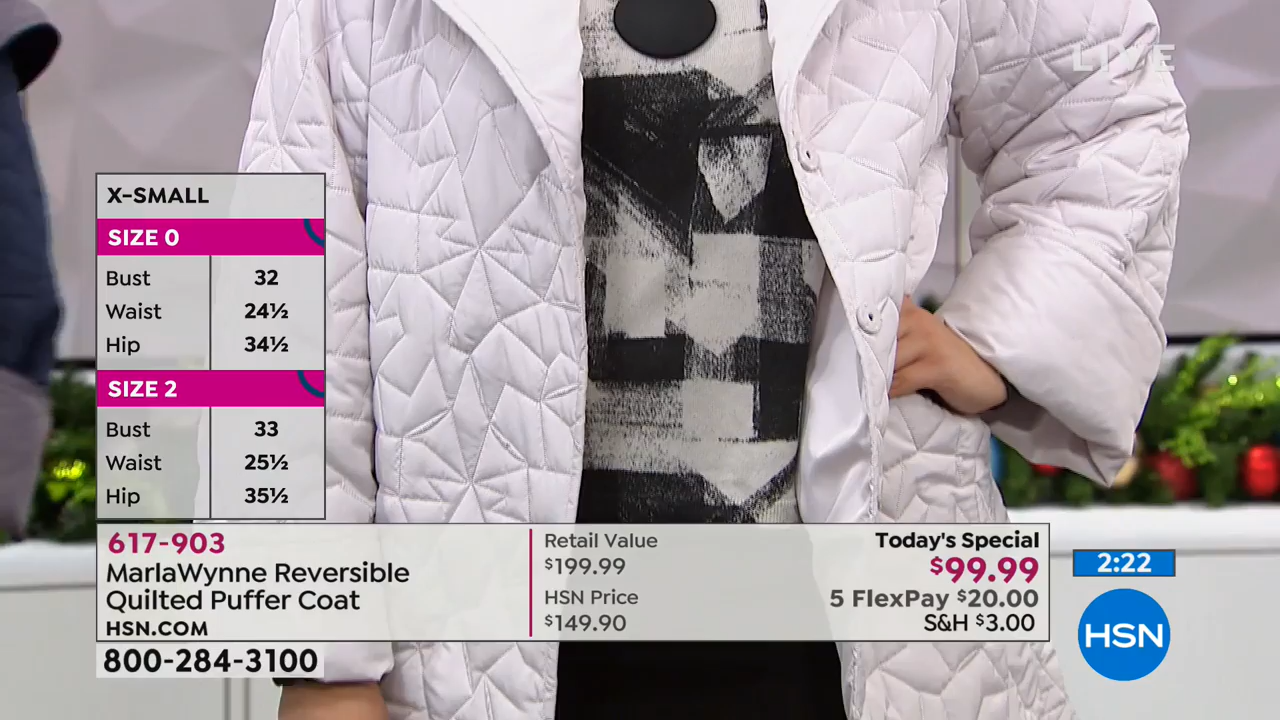 LIVE
X-SMALL
SIZE 0
Bust 32
Waist 24½
Hip 34½
SIZE 2
Bust 33
Waist 25½
Hip 35½
617-903
MarlaWynne Reversible
Quilted Puffer Coat
HSN.COM
Retail Value
$199.99
HSN Price
$149.90
Today's Special
$99.99
5 FlexPay $20.00
S&H $3.00
2:22
HSN
800-284-3100